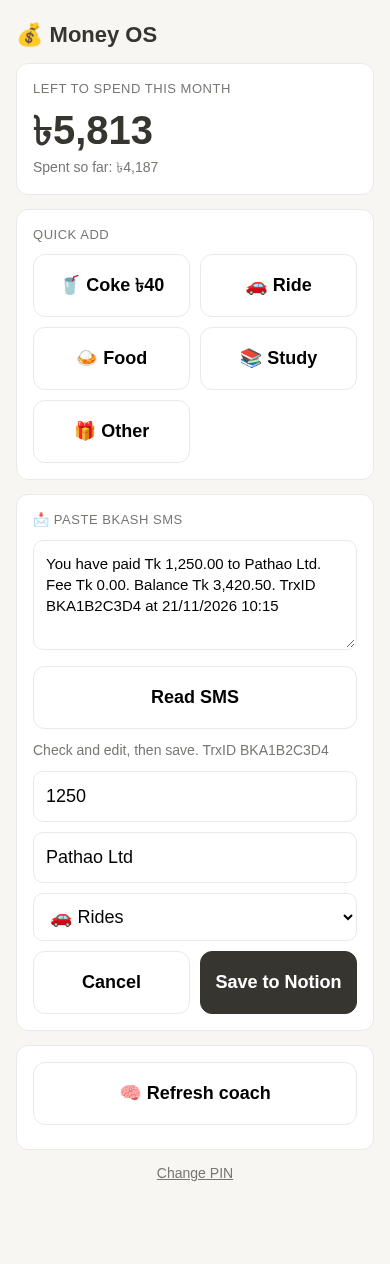 💰 Money OS
LEFT TO SPEND THIS MONTH
৳5,813
Spent so far: ৳4,187
QUICK ADD
🥤 Coke ৳40
🚗 Ride
🍛 Food
📚 Study
🎁 Other
📩 PASTE BKASH SMS
You have paid Tk 1,250.00 to Pathao Ltd.
Fee Tk 0.00. Balance Tk 3,420.50. TrxID
BKA1B2C3D4 at 21/11/2026 10:15
Read SMS
Check and edit, then save. TrxID BKA1B2C3D4
1250
Pathao Ltd
🚗 Rides
Cancel
Save to Notion
🧠 Refresh coach
Change PIN